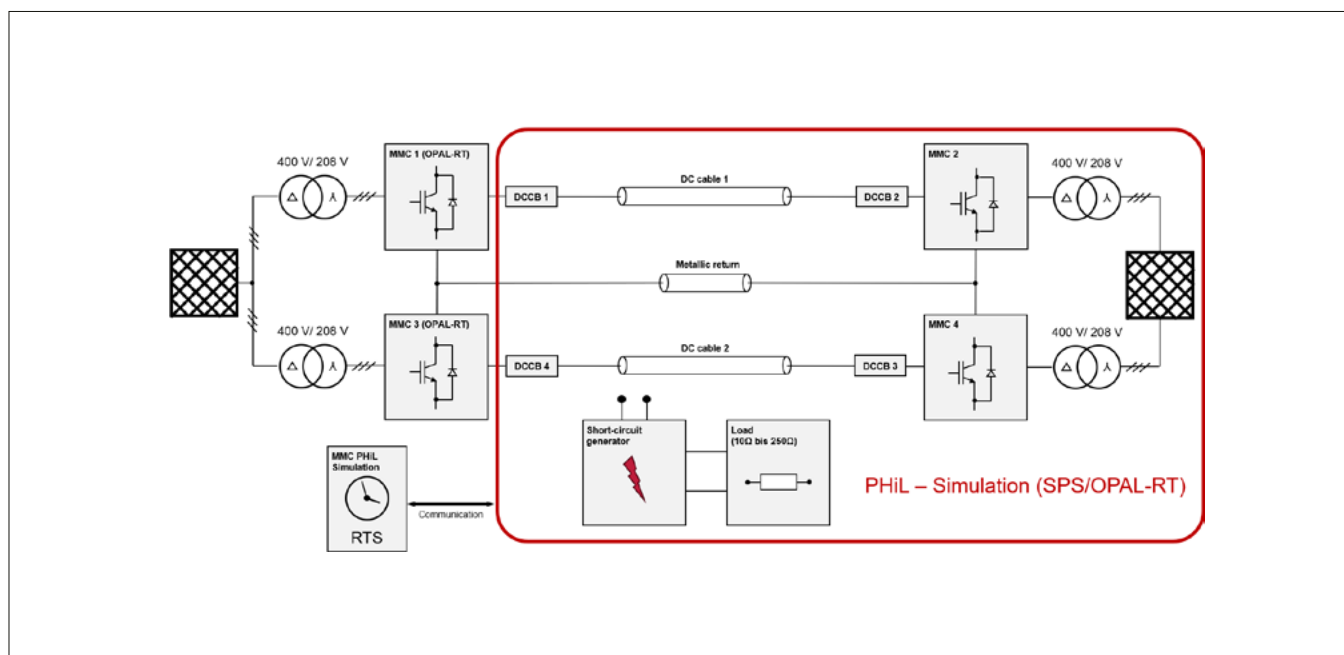 400 V/ 208 V
MMC 1 (OPAL-RT)
DCCB 1
DC cable 1
DCCB 2
MMC 2
400 V/ 208 V
Metallic return
400 V/ 208 V
MMC 3 (OPAL-RT)
DCCB 4
DC cable 2
DCCB 3
MMC 4
400 V/ 208 V
Short-circuit
generator
Load
(10Ω bis 250Ω)
MMC PHiL
Simulation
RTS
Communication
PHiL – Simulation (SPS/OPAL-RT)